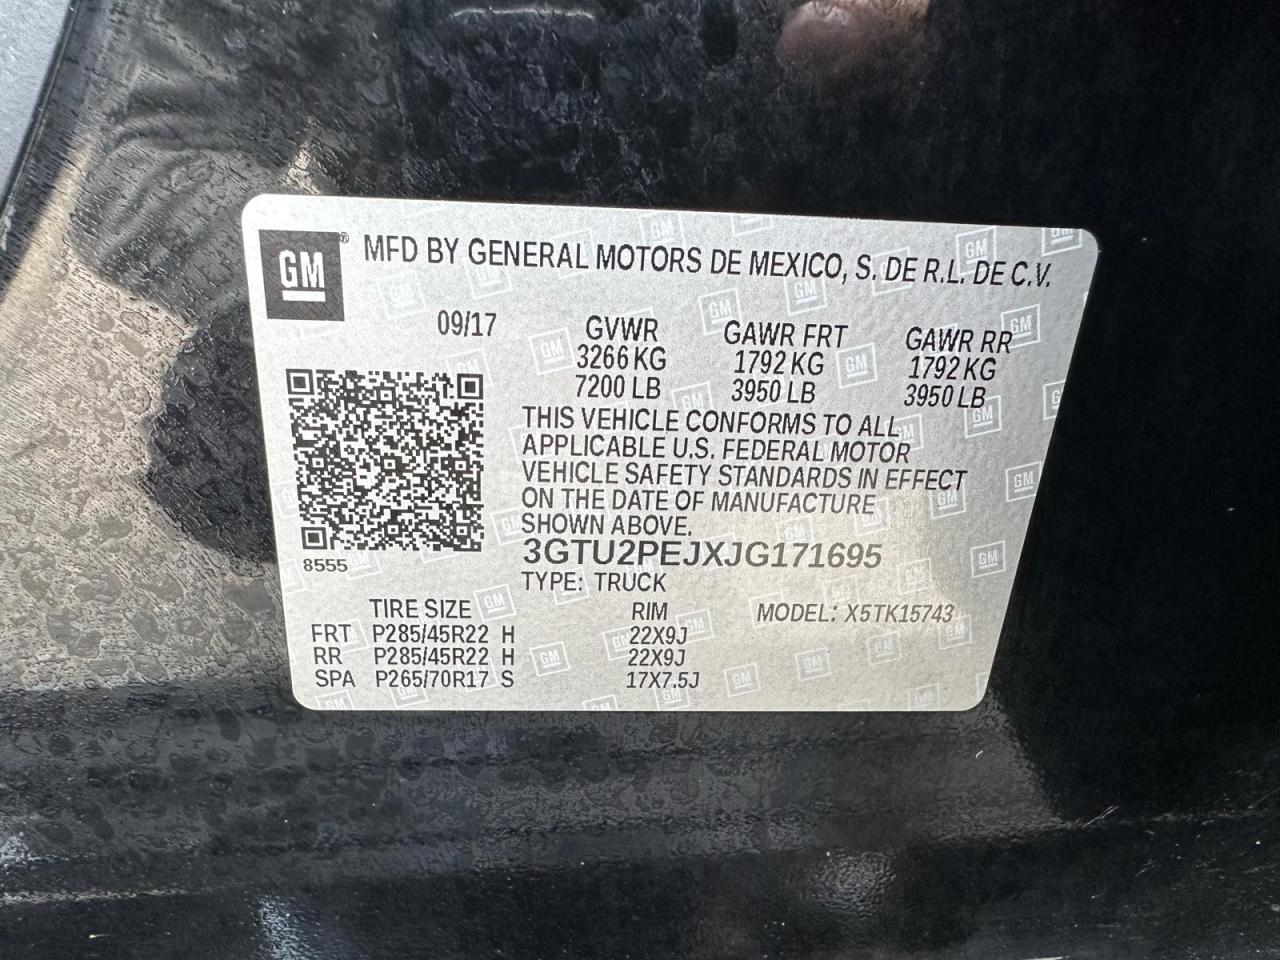 GM® MFD BY GENERAL MOTORS DE MEXICO, S. DE R.L. DE C.V.
09/17 GVWR GAWR FRT GAWR RR
3266 KG 1792 KG 1792 KG
7200 LB 3950 LB 3950 LB
THIS VEHICLE CONFORMS TO ALL
APPLICABLE U.S. FEDERAL MOTOR
VEHICLE SAFETY STANDARDS IN EFFECT
ON THE DATE OF MANUFACTURE
SHOWN ABOVE.
8555 3GTU2PEJXJG171695
TYPE: TRUCK
TIRE SIZE RIM MODEL: X5TK15743
FRT P285/45R22 H 22X9J
RR P285/45R22 H 22X9J
SPA P265/70R17 S 17X7.5J